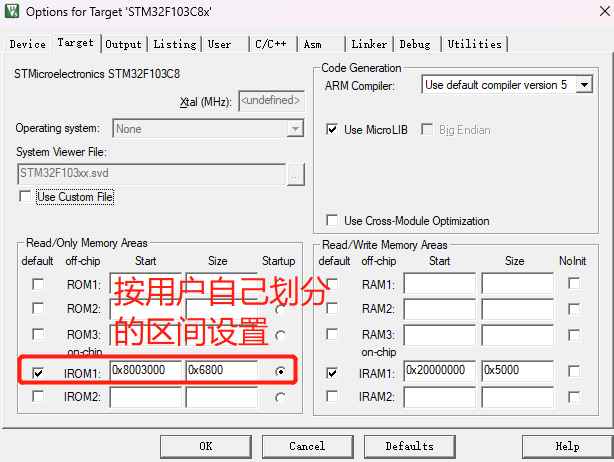 Options for Target 'STM32F103C8x'
Device Target Output Listing User C/C++ Asm Linker Debug Utilities
STMicroelectronics STM32F103C8
Xtal (MHz): <undefined>
Operating system: None
System Viewer File:
STM32F103xx.svd ...
Use Custom File
Code Generation
ARM Compiler: Use default compiler version 5
Use MicroLIB Big Endian
Use Cross-Module Optimization
Read/Only Memory Areas
default off-chip Start Size Startup
ROM1:
ROM2:
ROM3:
on-chip
IROM1: 0x8003000 0x6800
IROM2:
按用户自己划分
的区间设置
Read/Write Memory Areas
default off-chip Start Size NoInit
RAM1:
RAM2:
RAM3:
on-chip
IRAM1: 0x20000000 0x5000
IRAM2:
OK Cancel Defaults Help